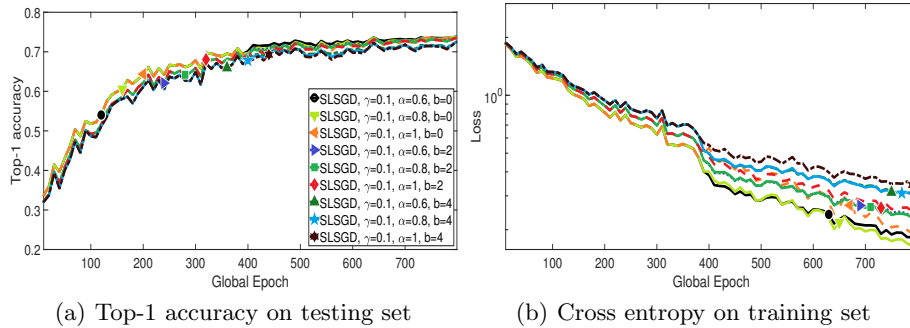 0.8
0.7
0.6
0.5
0.4
0.3
0.2
Top-1 accuracy
100 200 300 400 500 600 700
Global Epoch
SLSGD, γ=0.1, α=0.6, b=0
SLSGD, γ=0.1, α=0.8, b=0
SLSGD, γ=0.1, α=1, b=0
SLSGD, γ=0.1, α=0.6, b=2
SLSGD, γ=0.1, α=0.8, b=2
SLSGD, γ=0.1, α=1, b=2
SLSGD, γ=0.1, α=0.6, b=4
SLSGD, γ=0.1, α=0.8, b=4
SLSGD, γ=0.1, α=1, b=4
(a) Top-1 accuracy on testing set
10⁰
Loss
100 200 300 400 500 600 700
Global Epoch
(b) Cross entropy on training set